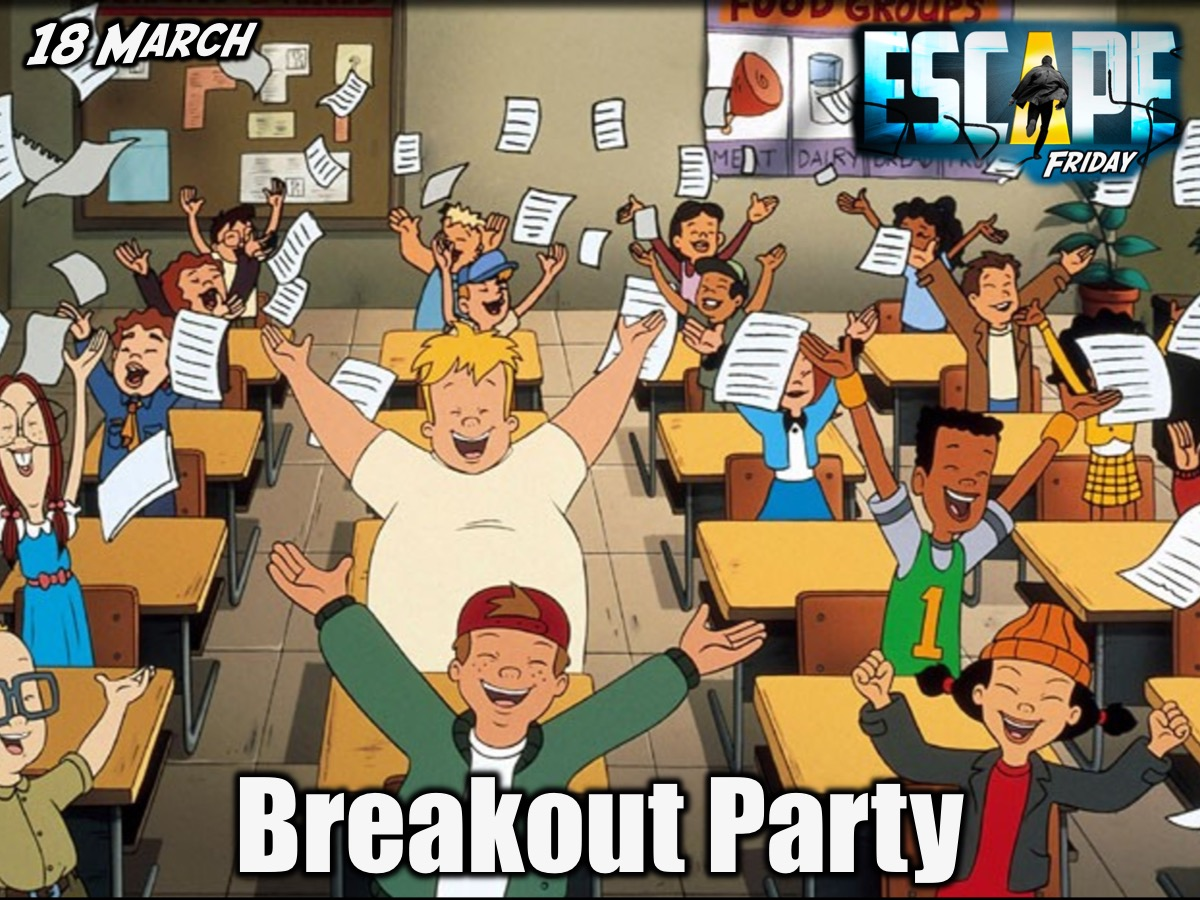 18 March
FOOD GROUPS
ESCAPE
Friday
MEAT DAIRY
1
Breakout Party